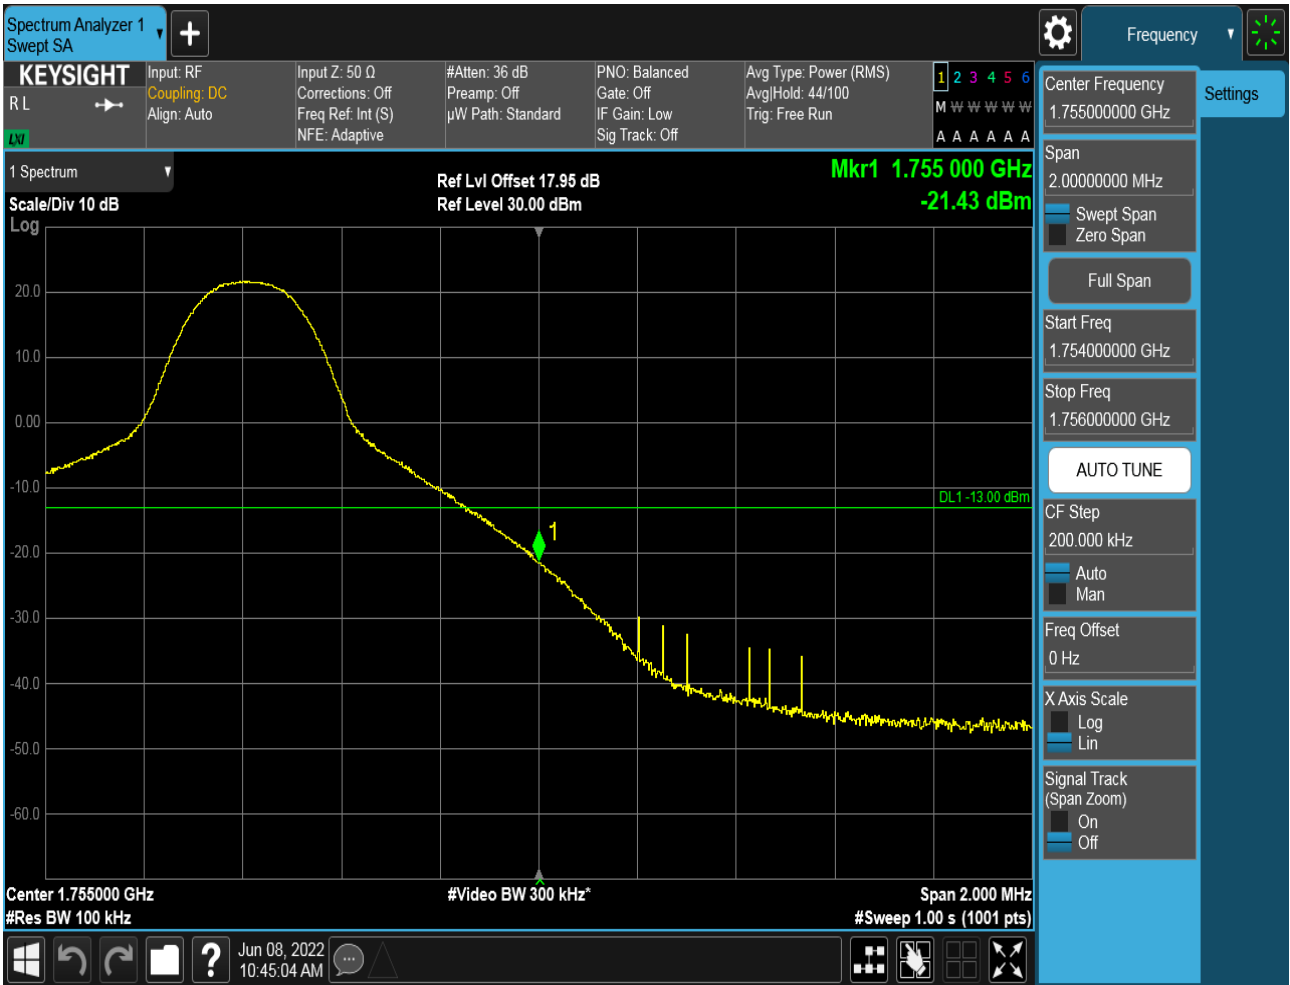 Spectrum Analyzer 1
Swept SA
Frequency
KEYSIGHT
R L
LXI
Input: RF
Coupling: DC
Align: Auto
Input Z: 50 Ω
Corrections: Off
Freq Ref: Int (S)
NFE: Adaptive
#Atten: 36 dB
Preamp: Off
µW Path: Standard
PNO: Balanced
Gate: Off
IF Gain: Low
Sig Track: Off
Avg Type: Power (RMS)
Avg|Hold: 44/100
Trig: Free Run
1 2 3 4 5 6
M W W W W W
A A A A A A
1 Spectrum
Scale/Div 10 dB
Log
Ref Lvl Offset 17.95 dB
Ref Level 30.00 dBm
Mkr1 1.755 000 GHz
-21.43 dBm
20.0
10.0
0.00
-10.0
DL1 -13.00 dBm
1
-20.0
-30.0
-40.0
-50.0
-60.0
Center 1.755000 GHz
#Res BW 100 kHz
#Video BW 300 kHz*
Span 2.000 MHz
#Sweep 1.00 s (1001 pts)
Jun 08, 2022
10:45:04 AM
?
Center Frequency
1.755000000 GHz
Settings
Span
2.00000000 MHz
Swept Span
Zero Span
Full Span
Start Freq
1.754000000 GHz
Stop Freq
1.756000000 GHz
AUTO TUNE
CF Step
200.000 kHz
Auto
Man
Freq Offset
0 Hz
X Axis Scale
Log
Lin
Signal Track
(Span Zoom)
On
Off